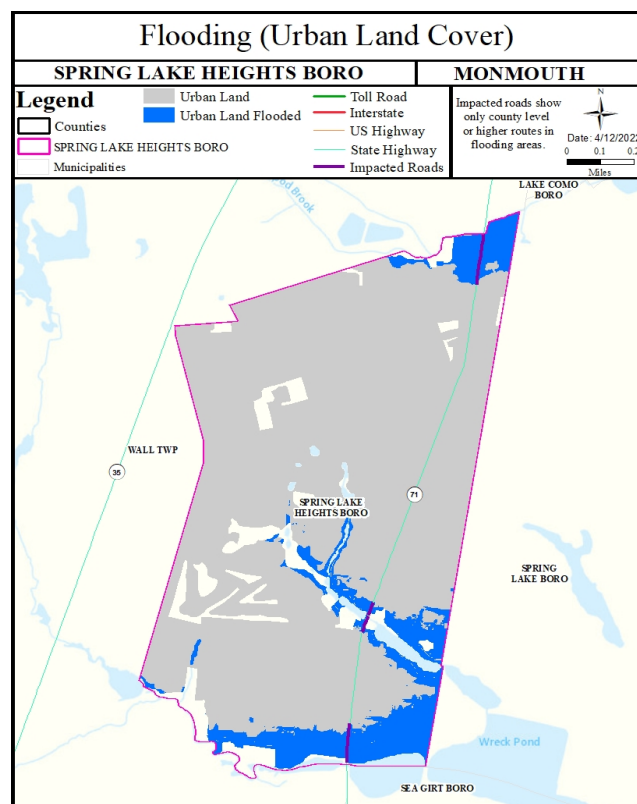 Flooding (Urban Land Cover)
SPRING LAKE HEIGHTS BORO
MONMOUTH
Legend
Counties
SPRING LAKE HEIGHTS BORO
Municipalities
Urban Land
Urban Land Flooded
Toll Road
Interstate
US Highway
State Highway
Impacted Roads
Impacted roads show
only county level
or higher routes in
flooding areas.
N
Date: 4/12/2022
0 0.1 0.2
Miles
LAKE COMO
BORO
Brook
WALL TWP
35
71
SPRING LAKE
HEIGHTS BORO
SPRING
LAKE BORO
Wreck Pond
SEA GIRT BORO